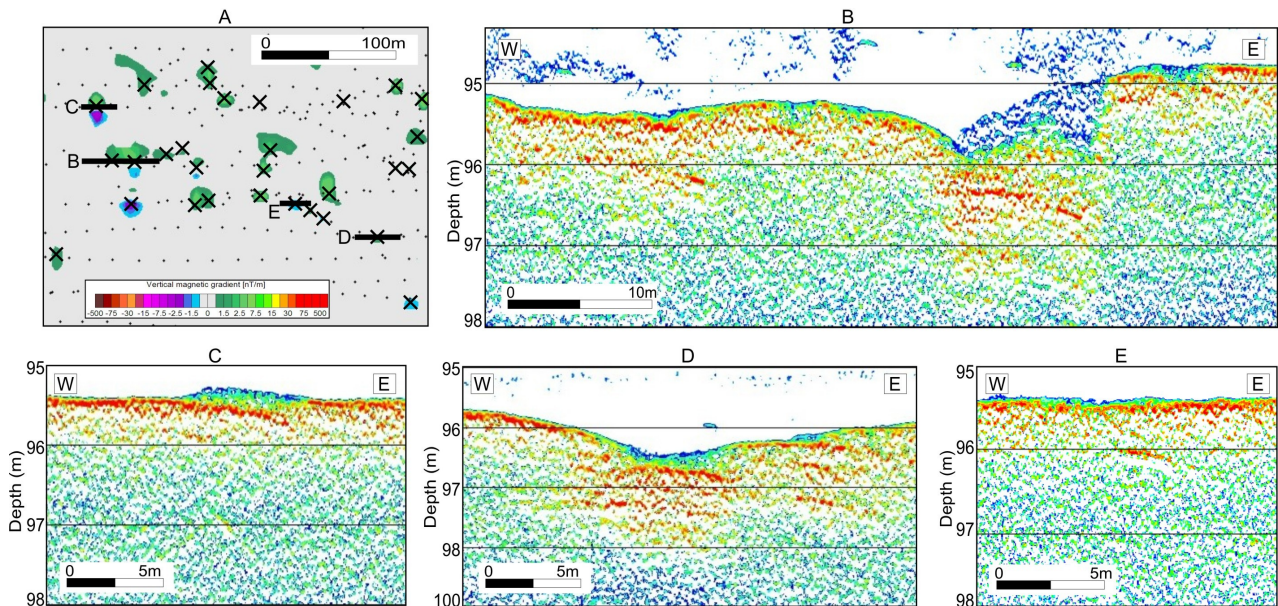 A
0 100m
C
B
E
D
Vertical magnetic gradient [nT/m]
-500 -75 -30 -15 -7.5 -2.5 -1.5 0 1.5 2.5 7.5 15 30 75 500
B
W E
95
96
97
98
Depth (m)
0 10m
C
W E
95
96
97
98
Depth (m)
0 5m
D
W E
95
96
97
98
100
Depth (m)
0 5m
E
W E
95
96
97
98
Depth (m)
0 5m